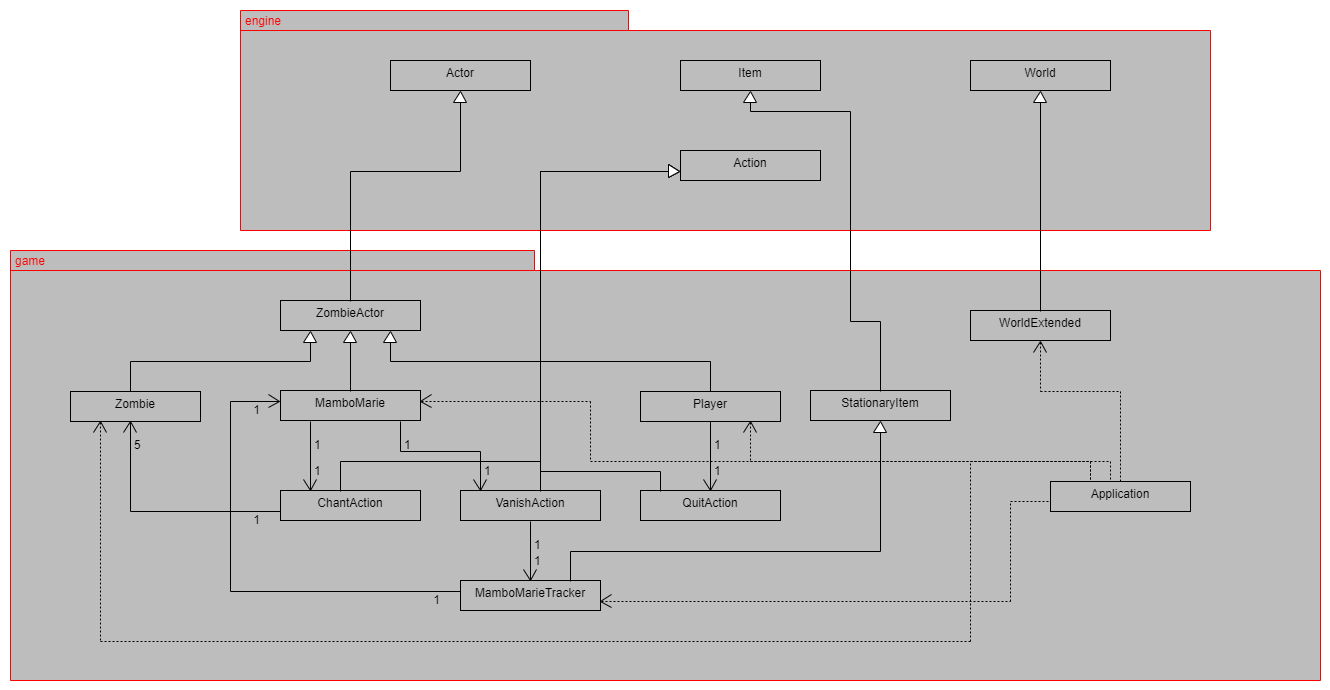 engine
Actor
Item
World
Action
game
ZombieActor
WorldExtended
Zombie
MamboMarie
Player
StationaryItem
1
5
1
1
1
1
1
1
ChantAction
VanishAction
QuitAction
Application
1
1
1
MamboMarieTracker
1